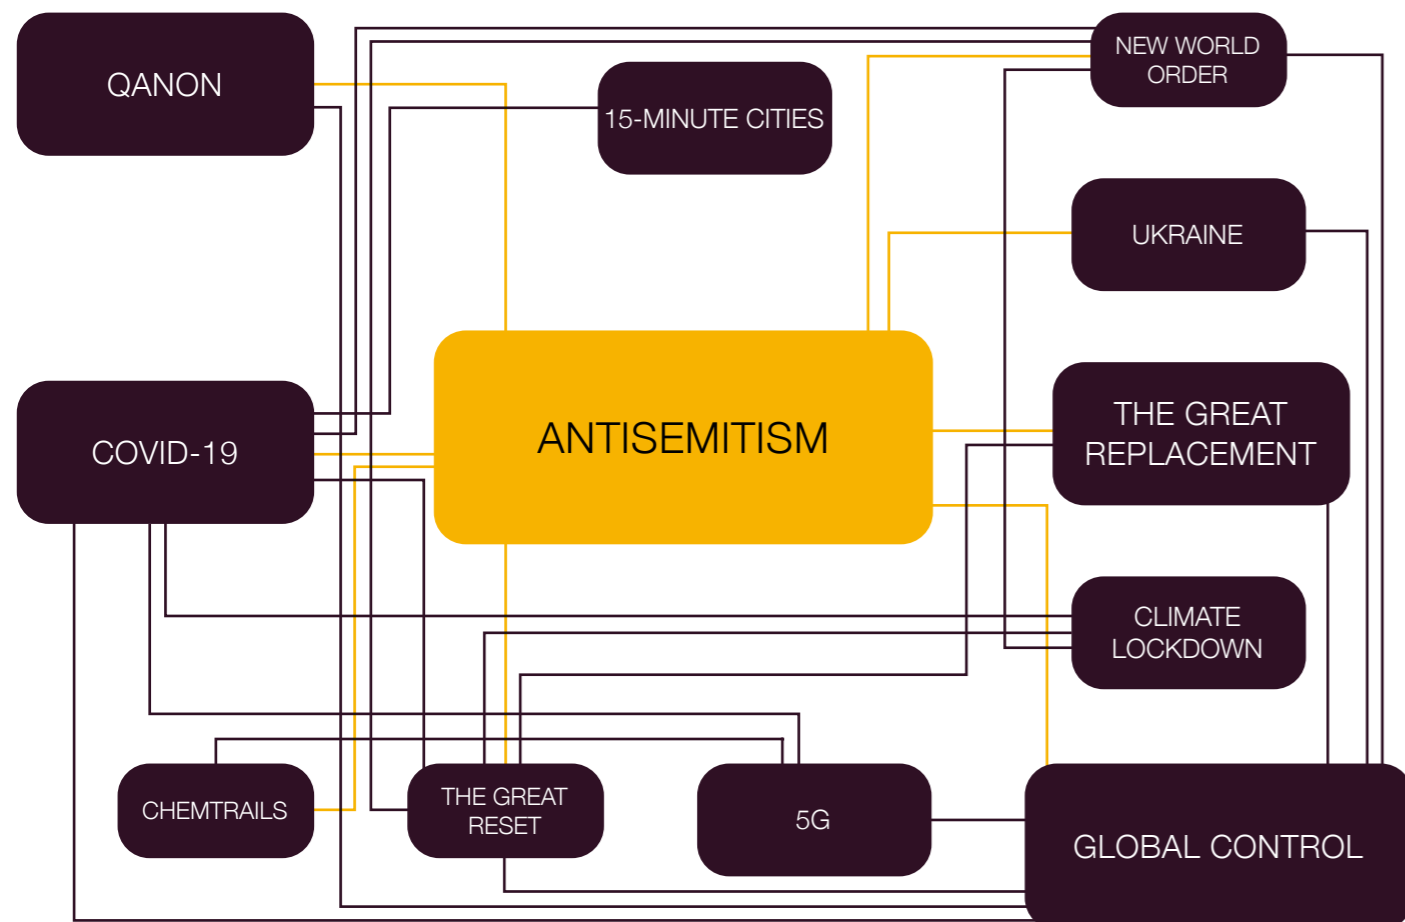 QANON
NEW WORLD
ORDER
15-MINUTE CITIES
UKRAINE
ANTISEMITISM
COVID-19
THE GREAT
REPLACEMENT
CLIMATE
LOCKDOWN
CHEMTRAILS
THE GREAT
RESET
5G
GLOBAL CONTROL